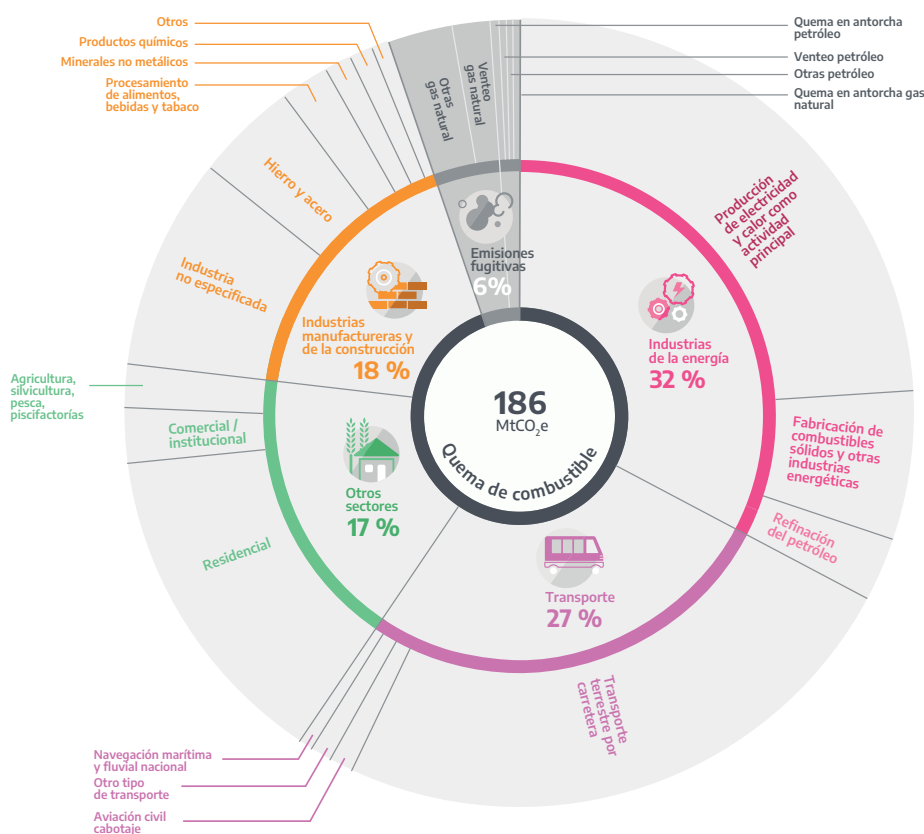 Otros
Productos químicos
Minerales no metálicos
Procesamiento
de alimentos,
bebidas y tabaco
Hierro y acero
Industria
no especificada
Otras
gas natural
Venteo
gas natural
Quema en antorcha
petróleo
Venteo petróleo
Otras petróleo
Quema en antorcha gas
natural
Emisiones
fugitivas
6%
Producción
de electricidad
y calor como
actividad
principal
Industrias
de la energía
32 %
Industrias
manufactureras y
de la construcción
18 %
Agricultura,
silvicultura,
pesca,
piscifactorías
Comercial /
institucional
Residencial
Otros
sectores
17 %
186
MtCO₂e
Quema de combustible
Fabricación de
combustibles
sólidos y otras
industrias
energéticas
Refinación
del petróleo
Transporte
27 %
Transporte
terrestre por
carretera
Navegación marítima
y fluvial nacional
Otro tipo
de transporte
Aviación civil
cabotaje